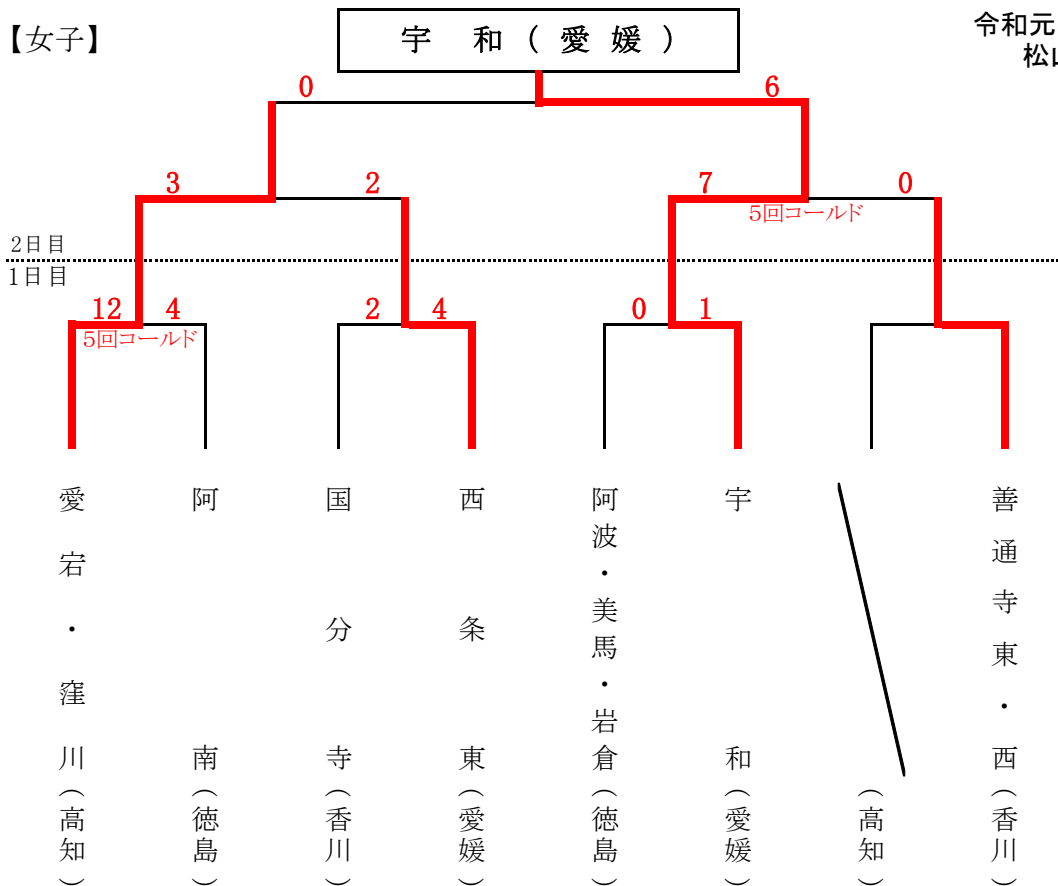 【女子】
宇 和 ( 愛 媛 )
令和元
松山
0
6
3
2
7
0
5回コールド
2日目
1日目
12
4
2
4
0
1
5回コールド
愛宕・窪川(高知)
阿南(徳島)
国分寺(香川)
西条東(愛媛)
阿波・美馬・岩倉(徳島)
宇和(愛媛)
(高知)
善通寺東・西(香川)